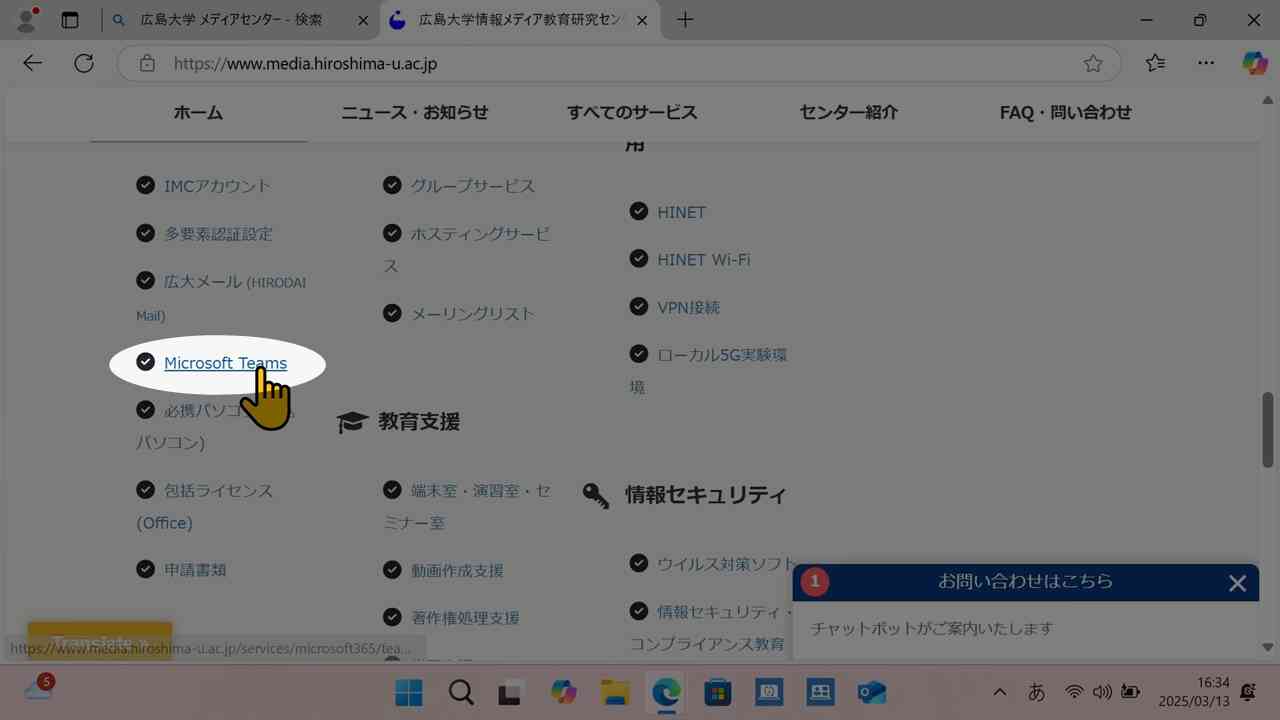 広島大学 メディアセンター - 検索
広島大学情報メディア教育研究セン
https://www.media.hiroshima-u.ac.jp
ホーム
ニュース・お知らせ
すべてのサービス
センター紹介
FAQ・問い合わせ
用
IMCアカウント
多要素認証設定
広大メール (HIRODAI
Mail)
Microsoft Teams
必携パソコ
パソコン)
包括ライセンス
(Office)
申請書類
グループサービス
ホスティングサービ
ス
メーリングリスト
教育支援
端末室・演習室・セ
ミナー室
動画作成支援
著作権処理支援
HINET
HINET Wi-Fi
VPN接続
ローカル5G実験環
境
情報セキュリティ
ウイルス対策ソフト
情報セキュリティ・
コンプライアンス教育
1
お問い合わせはこちら
チャットボットがご案内いたします
Translate »
https://www.media.hiroshima-u.ac.jp/services/microsoft365/tea...
5
あ
16:34
2025/03/13